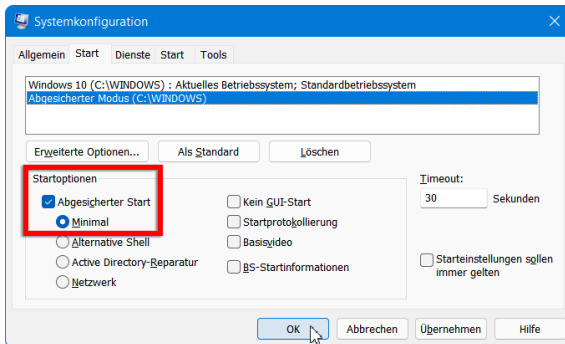 Systemkonfiguration
Allgemein Start Dienste Start Tools
Windows 10 (C:\WINDOWS) : Aktuelles Betriebssystem; Standardbetriebssystem
Abgesicherter Modus (C:\WINDOWS)
Erweiterte Optionen... Als Standard Löschen
Startoptionen Timeout:
Abgesicherter Start Kein GUI-Start 30 Sekunden
Minimal Startprotokollierung
Alternative Shell Basisvideo
Active Directory-Reparatur BS-Startinformationen Starteinstellungen sollen
immer gelten
Netzwerk
OK Abbrechen Übernehmen Hilfe